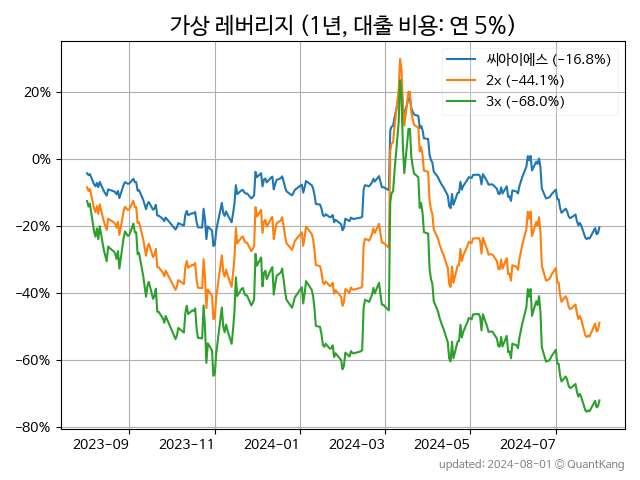 가상 레버리지 (1년, 대출 비용: 연 5%)
씨아이에스 (-16.8%)
2x (-44.1%)
3x (-68.0%)
20%
0%
-20%
-40%
-60%
-80%
2023-09 2023-11 2024-01 2024-03 2024-05 2024-07
updated: 2024-08-01 © QuantKang